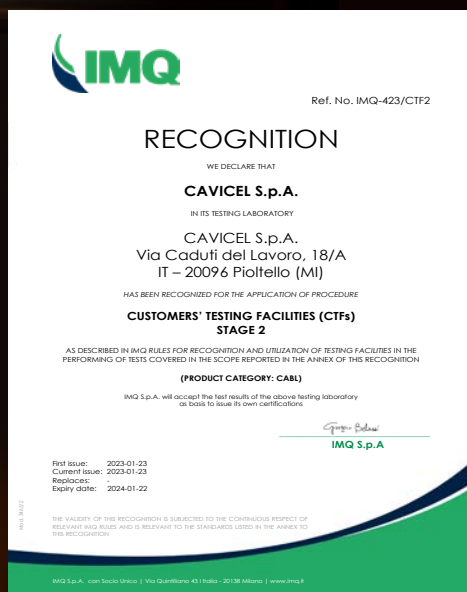 IMQ
Ref. No. IMQ-423/CTF2
RECOGNITION
WE DECLARE THAT
CAVICEL S.p.A.
IN ITS TESTING LABORATORY
CAVICEL S.p.A.
Via Caduti del Lavoro, 18/A
IT – 20096 Pioltello (MI)
HAS BEEN RECOGNIZED FOR THE APPLICATION OF PROCEDURE
CUSTOMERS' TESTING FACILITIES (CTFs)
STAGE 2
AS DESCRIBED IN IMQ RULES FOR RECOGNITION AND UTILIZATION OF TESTING FACILITIES IN THE
PERFORMING OF TESTS COVERED IN THE SCOPE REPORTED IN THE ANNEX OF THIS RECOGNITION
(PRODUCT CATEGORY: CABL)
IMQ S.p.A. will accept the test results of the above testing laboratory
as basis to issue its own certifications
IMQ S.p.A
First issue: 2023-01-23
Current issue: 2023-01-23
Replaces: -
Expiry date: 2024-01-22
THE VALIDITY OF THIS RECOGNITION IS SUBJECTED TO THE CONTINUOUS RESPECT OF
RELEVANT IMQ RULES AND IS RELEVANT TO THE STANDARDS LISTED IN THE ANNEX TO
THIS RECOGNITION
IMQ S.p.A. con Socio Unico | Via Quintiliano 43 I Italia - 20138 Milano | www.imq.it